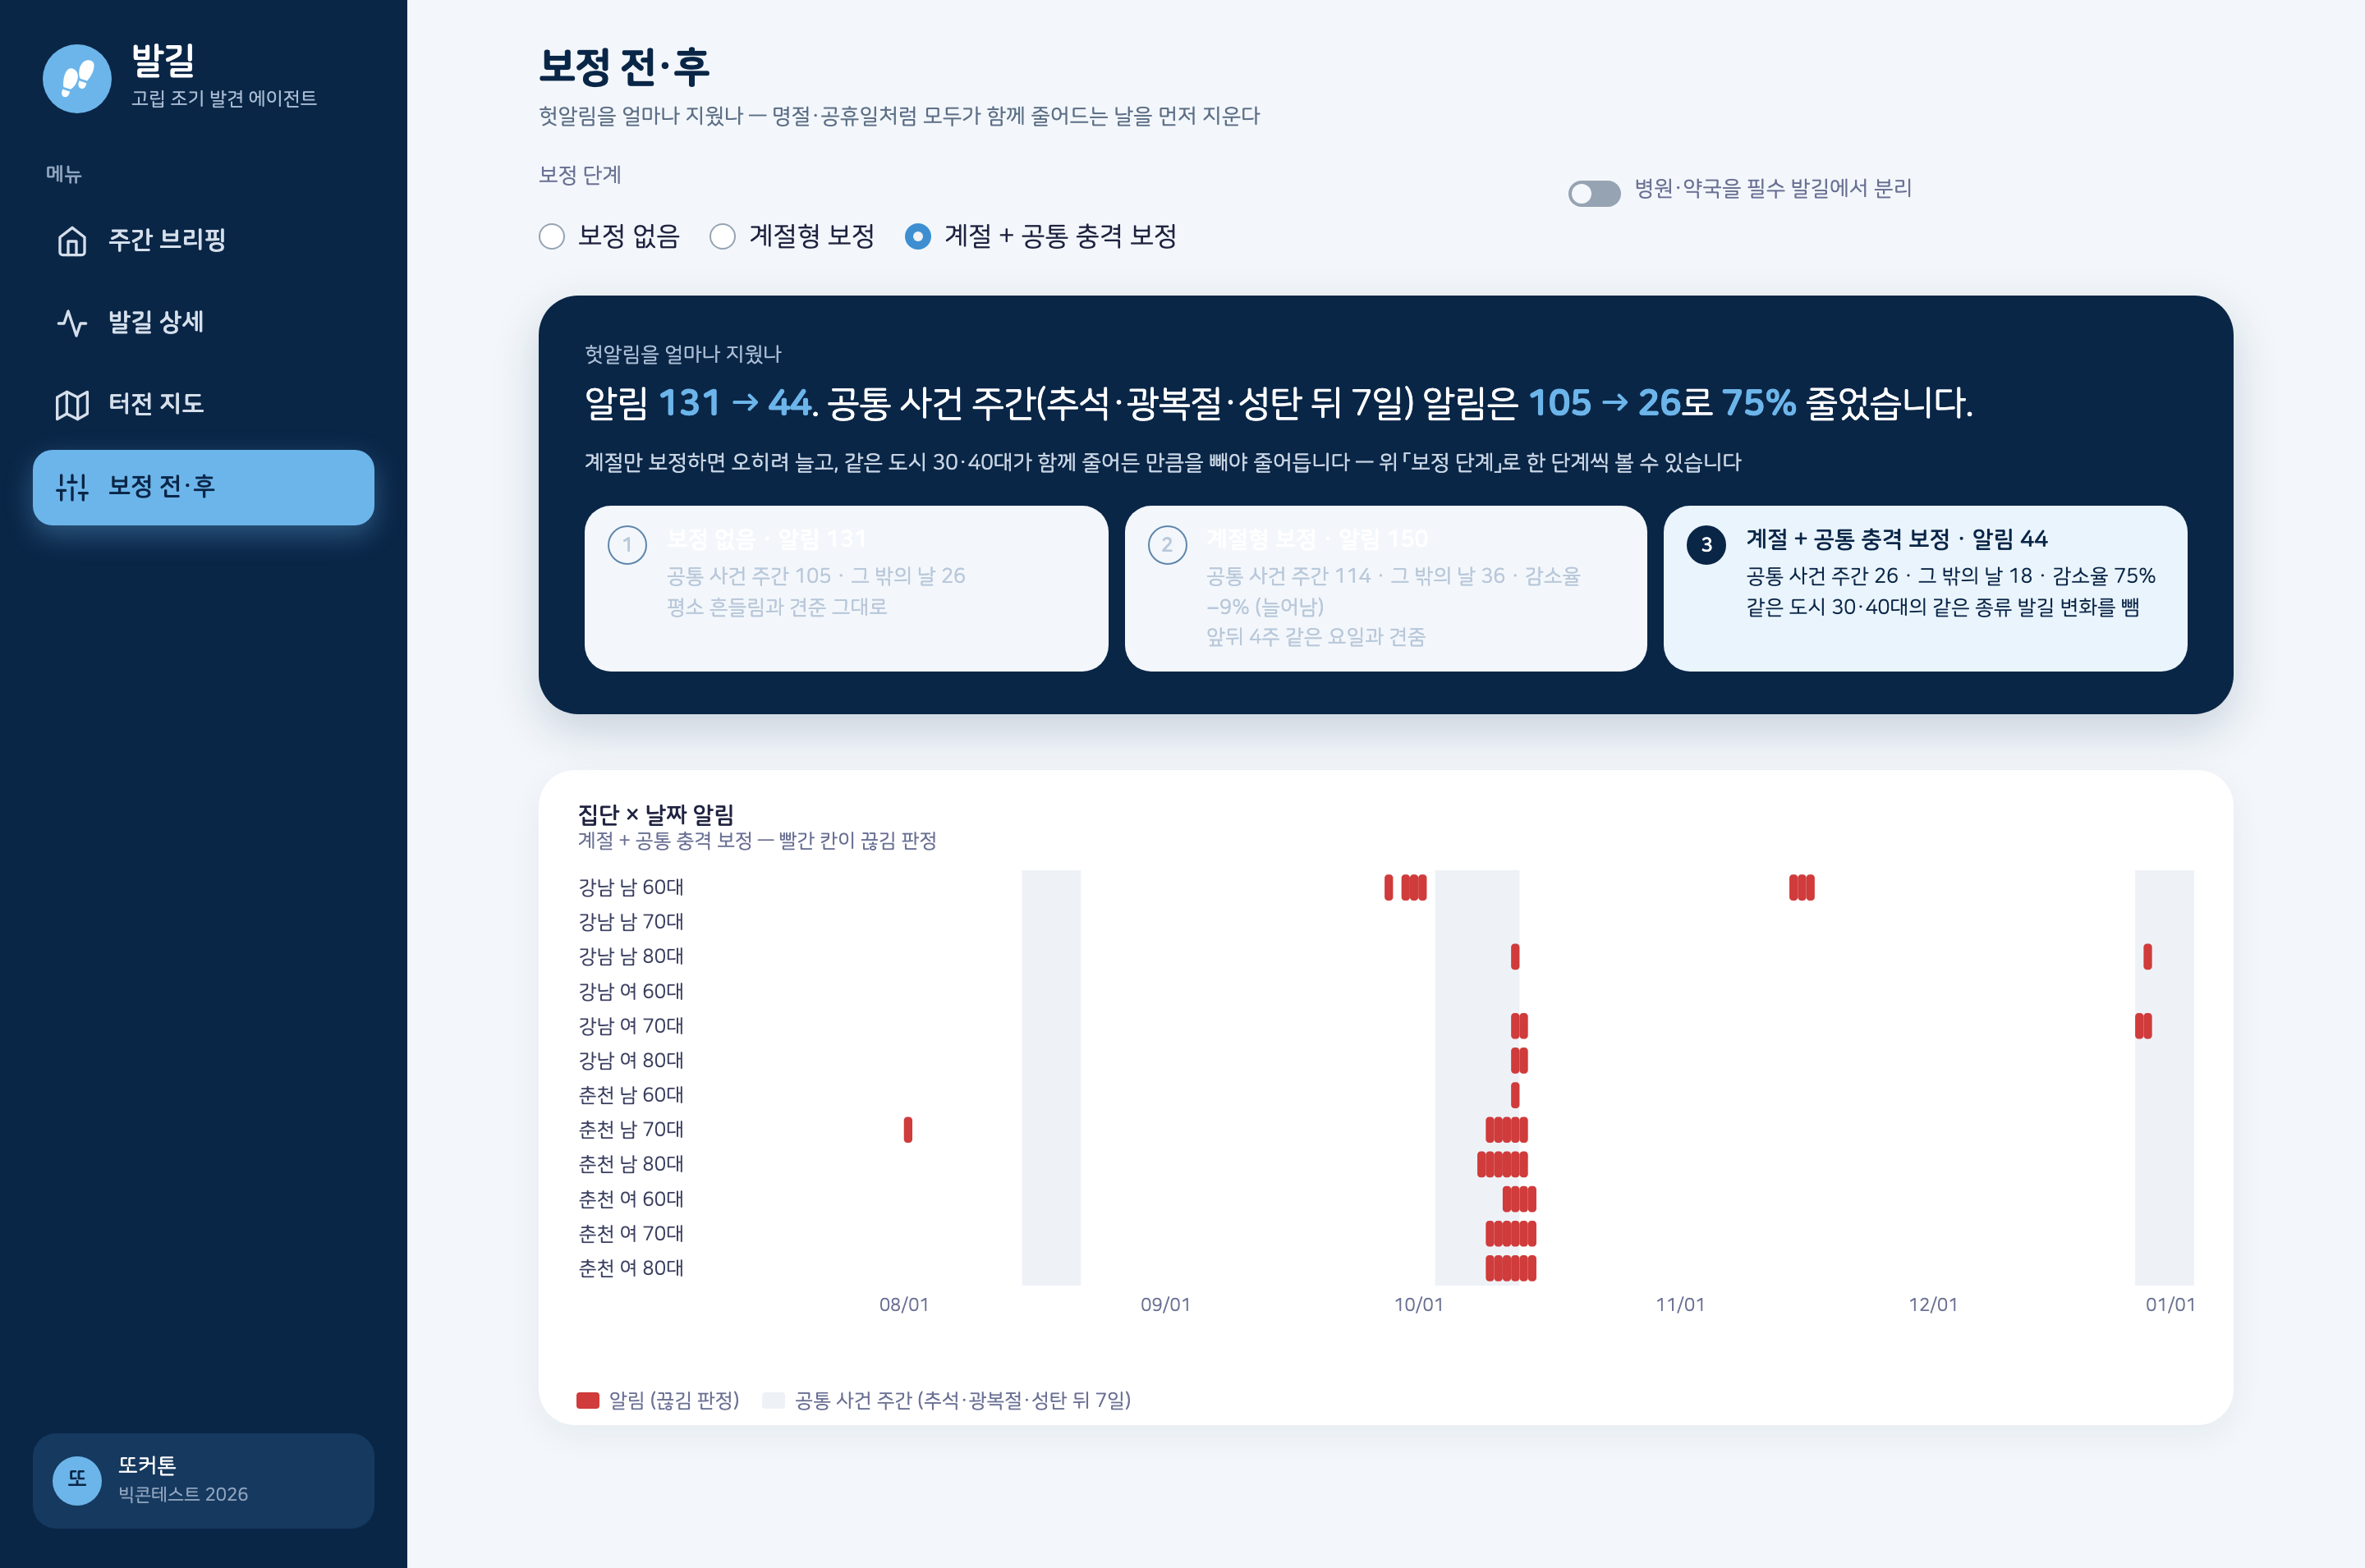 발길
고립 조기 발견 에이전트
메뉴
주간 브리핑
발길 상세
터전 지도
보정 전·후
또
또커톤
빅콘테스트 2026
보정 전·후
헛알림을 얼마나 지웠나 — 명절·공휴일처럼 모두가 함께 줄어드는 날을 먼저 지운다
보정 단계
보정 없음
계절형 보정
계절 + 공통 충격 보정
병원·약국을 필수 발길에서 분리
헛알림을 얼마나 지웠나
알림 131 → 44. 공통 사건 주간(추석·광복절·성탄 뒤 7일) 알림은 105 → 26로 75% 줄었습니다.
계절만 보정하면 오히려 늘고, 같은 도시 30·40대가 함께 줄어든 만큼을 빼야 줄어듭니다 — 위 「보정 단계」로 한 단계씩 볼 수 있습니다
1
보정 없음 · 알림 131
공통 사건 주간 105 · 그 밖의 날 26
평소 흔들림과 견준 그대로
2
계절형 보정 · 알림 150
공통 사건 주간 114 · 그 밖의 날 36 · 감소율
−9% (늘어남)
앞뒤 4주 같은 요일과 견줌
3
계절 + 공통 충격 보정 · 알림 44
공통 사건 주간 26 · 그 밖의 날 18 · 감소율 75%
같은 도시 30·40대의 같은 종류 발길 변화를 뺌
집단 × 날짜 알림
계절 + 공통 충격 보정 — 빨간 칸이 끊김 판정
강남 남 60대
강남 남 70대
강남 남 80대
강남 여 60대
강남 여 70대
강남 여 80대
춘천 남 60대
춘천 남 70대
춘천 남 80대
춘천 여 60대
춘천 여 70대
춘천 여 80대
08/01 09/01 10/01 11/01 12/01 01/01
알림 (끊김 판정)
공통 사건 주간 (추석·광복절·성탄 뒤 7일)